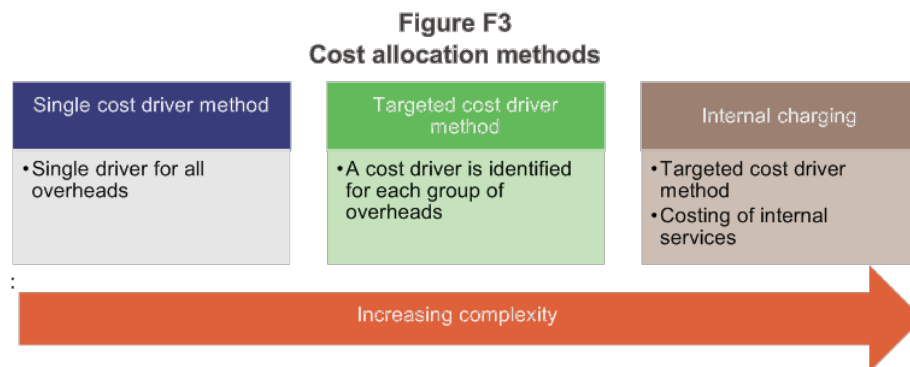 Figure F3
Cost allocation methods
Single cost driver method
•Single driver for all
overheads
Targeted cost driver
method
•A cost driver is identified
for each group of
overheads
Internal charging
•Targeted cost driver
method
•Costing of internal
services
:
Increasing complexity